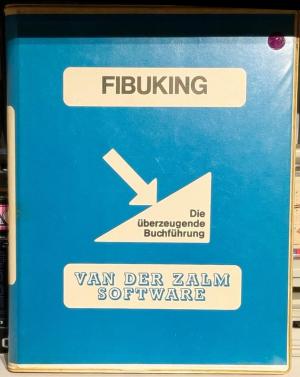 FIBUKING
Die
überzeugende
Buchführung
VAN DER ZALM
SOFTWARE